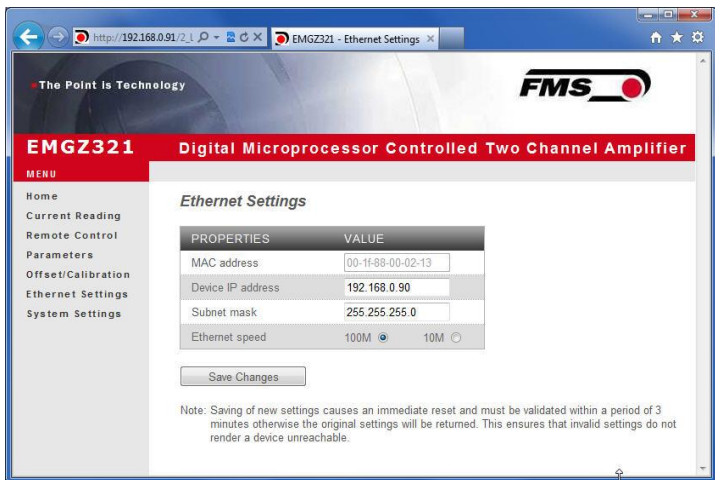 http://192.168.0.91/2_
EMGZ321 - Ethernet Settings
The Point is Technology
FMS
EMGZ321
Digital Microprocessor Controlled Two Channel Amplifier
MENU
Home
Current Reading
Remote Control
Parameters
Offset/Calibration
Ethernet Settings
System Settings
Ethernet Settings
PROPERTIES VALUE
MAC address 00-1f-88-00-02-13
Device IP address 192.168.0.90
Subnet mask 255.255.255.0
Ethernet speed 100M 10M
Save Changes
Note: Saving of new settings causes an immediate reset and must be validated within a period of 3
minutes otherwise the original settings will be returned. This ensures that invalid settings do not
render a device unreachable.